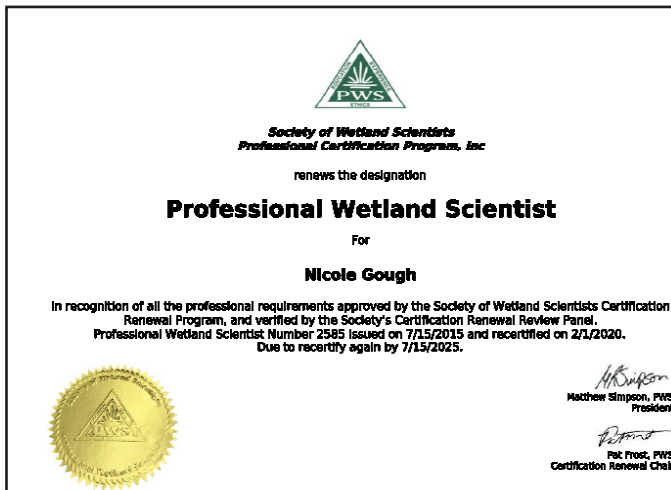 EDUCATION
EXPERIENCE
PWS
ETHICS
Society of Wetland Scientists
Professional Certification Program, Inc
renews the designation
Professional Wetland Scientist
For
Nicole Gough
In recognition of all the professional requirements approved by the Society of Wetland Scientists Certification
Renewal Program, and verified by the Society's Certification Renewal Review Panel.
Professional Wetland Scientist Number 2585 issued on 7/15/2015 and recertified on 2/1/2020.
Due to recertify again by 7/15/2025.
Matthew Simpson, PWS
President
PWS
Pat Frost, PWS
Certification Renewal Chair